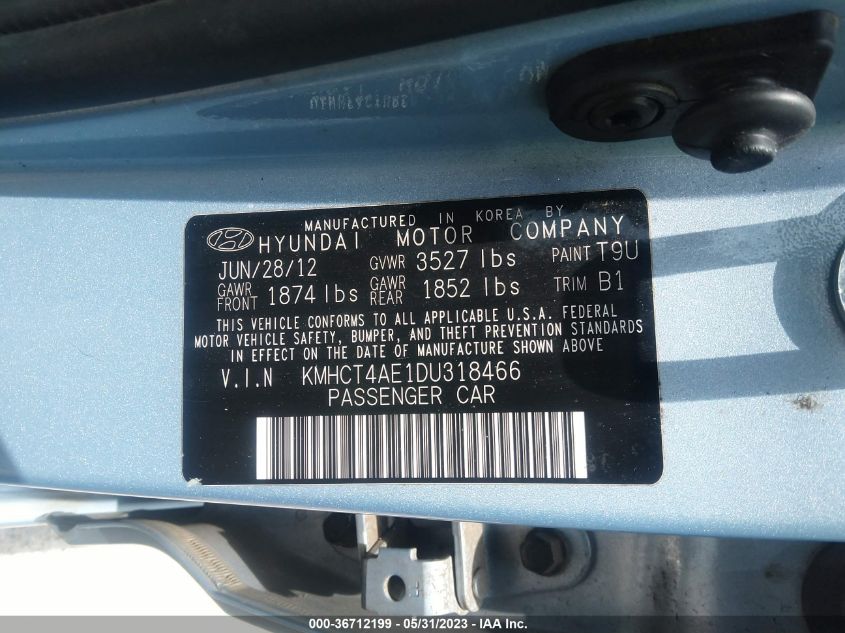 MANUFACTURED IN KOREA BY
HYUNDAI MOTOR COMPANY
JUN/28/12 GVWR 3527 lbs PAINT T9U
GAWR FRONT 1874 lbs GAWR REAR 1852 lbs TRIM B1
THIS VEHICLE CONFORMS TO ALL APPLICABLE U.S.A. FEDERAL
MOTOR VEHICLE SAFETY, BUMPER, AND THEFT PREVENTION STANDARDS
IN EFFECT ON THE DATE OF MANUFACTURE SHOWN ABOVE
V.I.N KMHCT4AE1DU318466
PASSENGER CAR
000-36712199 - 05/31/2023 - IAA Inc.